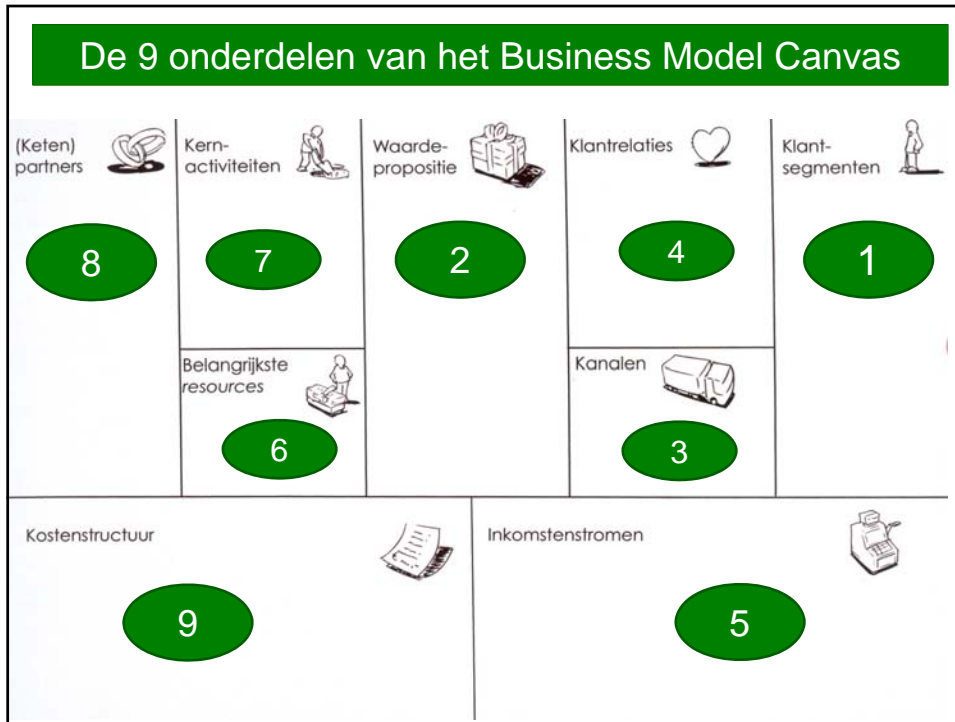 De 9 onderdelen van het Business Model Canvas
(Keten)
partners
8
Kern-
activiteiten
7
Belangrijkste
resources
6
Waarde-
propositie
2
Klantrelaties
4
Kanalen
3
Klant-
segmenten
1
Kostenstructuur
9
Inkomstenstromen
5